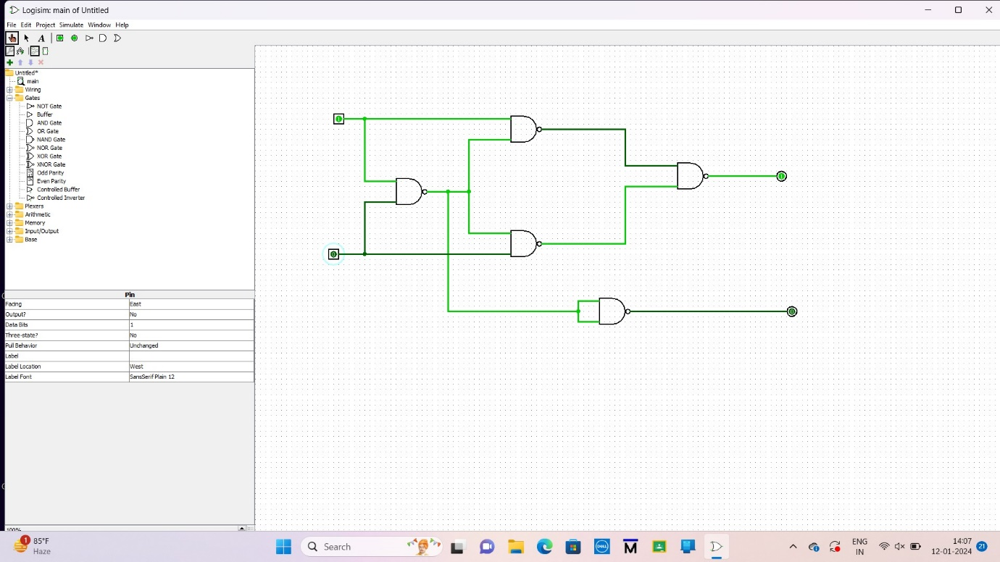 Logisim: main of Untitled
File Edit Project Simulate Window Help
A
Untitled*
main
Wiring
Gates
NOT Gate
Buffer
AND Gate
OR Gate
NAND Gate
NOR Gate
XOR Gate
XNOR Gate
Odd Parity
Even Parity
Controlled Buffer
Controlled Inverter
Plexers
Arithmetic
Memory
Input/Output
Base
Pin
Facing East
Output? No
Data Bits 1
Three-state? No
Pull Behavior Unchanged
Label
Label Location West
Label Font SansSerif Plain 12
100%
1
0
1
0
1 85°F
Haze
Search
DELL
M
ENG
IN
14:07
12-01-2024
21